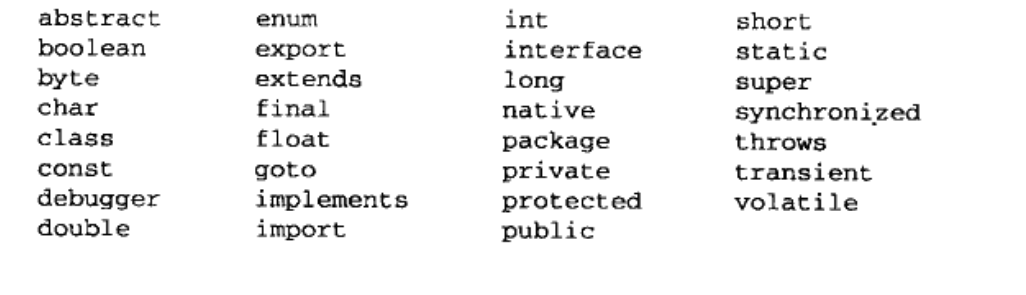 abstract enum int short
boolean export interface static
byte extends long super
char final native synchronized
class float package throws
const goto private transient
debugger implements protected volatile
double import public